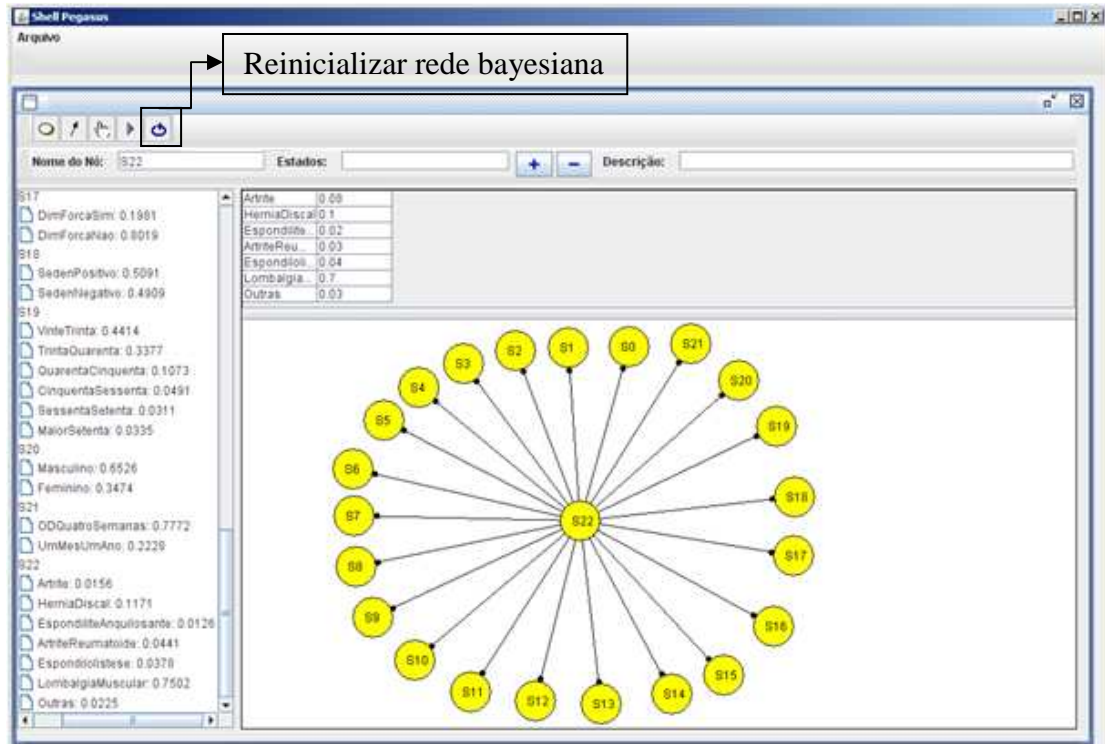 Shell Pegasus
Arquivo
Reinicializar rede bayesiana
Nome do Nó: S22 Estados: + - Descrição:
S17
DimForcaSim: 0.1981
DimForcaNao: 0.8019
S18
SedenPositivo: 0.5091
SedenNegativo: 0.4909
S19
VinteTrinta: 0.4414
TrintaQuarenta: 0.3377
QuarentaCinquenta: 0.1073
CinquentaSessenta: 0.0491
SessentaSetenta: 0.0311
MaiorSetenta: 0.0335
S20
Masculino: 0.6526
Feminino: 0.3474
S21
ODQuatroSemanas: 0.7772
UmMesUmAno: 0.2229
S22
Artrite: 0.0156
HerniaDiscal: 0.1171
EspondiliteAnquilosante: 0.0126
ArtriteReumatoide: 0.0441
Espondilolistese: 0.0378
LombalgiaMuscular: 0.7502
Outras: 0.0225
Artrite
HerniaDiscal 0.1
Espondilite... 0.02
ArtriteReu... 0.03
Espondiloli... 0.04
Lombalgia... 0.7
Outras 0.03
S2 S1 S0 S21
S3 S20
S4 S19
S5
S6 S18
S7 S22
S8 S17
S9 S16
S10 S15
S11 S12 S13 S14